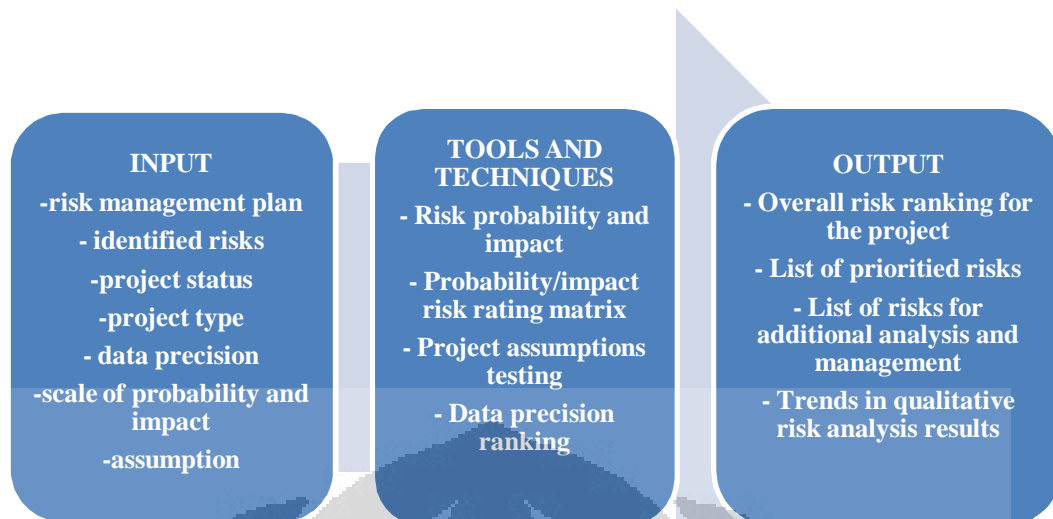 INPUT
-risk management plan
- identified risks
-project status
-project type
- data precision
-scale of probability and
impact
-assumption
TOOLS AND
TECHNIQUES
- Risk probability and
impact
- Probability/impact
risk rating matrix
- Project assumptions
testing
- Data precision
ranking
OUTPUT
- Overall risk ranking for
the project
- List of prioritied risks
- List of risks for
additional analysis and
management
- Trends in qualitative
risk analysis results